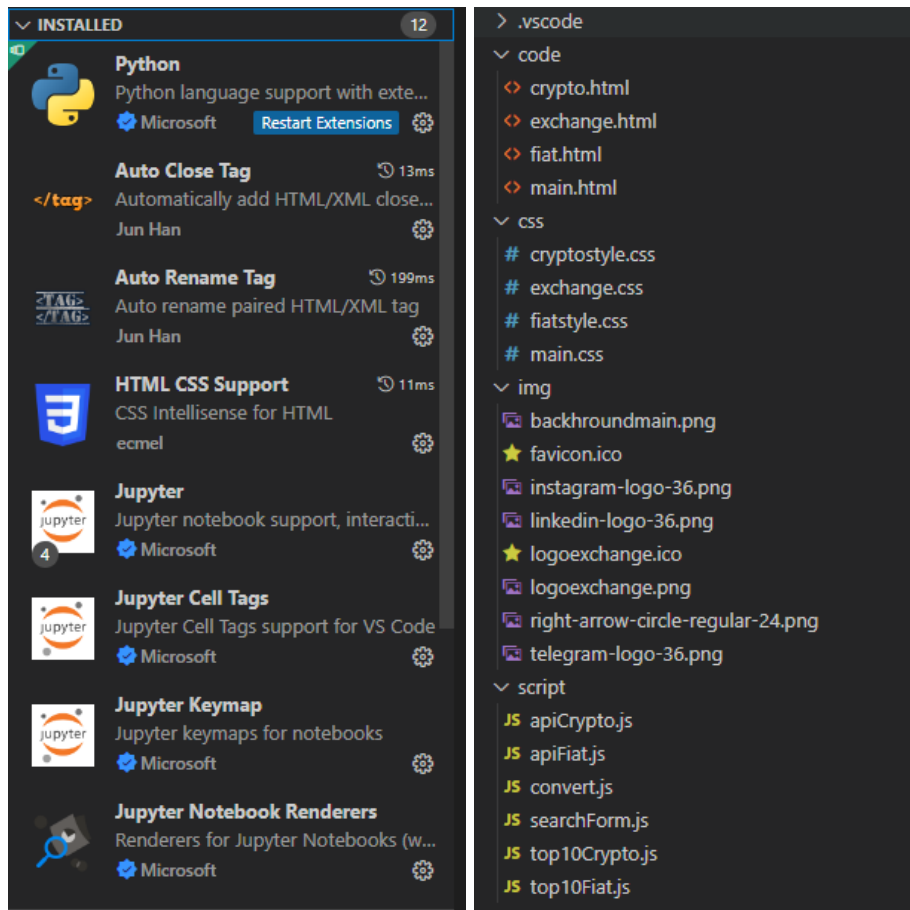 INSTALLED 12
Python
Python language support with exte...
Microsoft Restart Extensions
Auto Close Tag 13ms
</tag> Automatically add HTML/XML close...
Jun Han
Auto Rename Tag 199ms
<TAG> Auto rename paired HTML/XML tag
</TAG>
Jun Han
HTML CSS Support 11ms
CSS Intellisense for HTML
ecmel
Jupyter
jupyter Jupyter notebook support, interacti...
4 Microsoft
Jupyter Cell Tags
jupyter Jupyter Cell Tags support for VS Code
Microsoft
Jupyter Keymap
jupyter Jupyter keymaps for notebooks
Microsoft
Jupyter Notebook Renderers
Renderers for Jupyter Notebooks (w...
Microsoft
.vscode
code
<> crypto.html
<> exchange.html
<> fiat.html
<> main.html
css
# cryptostyle.css
# exchange.css
# fiatstyle.css
# main.css
img
backhroundmain.png
favicon.ico
instagram-logo-36.png
linkedin-logo-36.png
logoexchange.ico
logoexchange.png
right-arrow-circle-regular-24.png
telegram-logo-36.png
script
JS apiCrypto.js
JS apiFiat.js
JS convert.js
JS searchForm.js
JS top10Crypto.js
JS top10Fiat.js